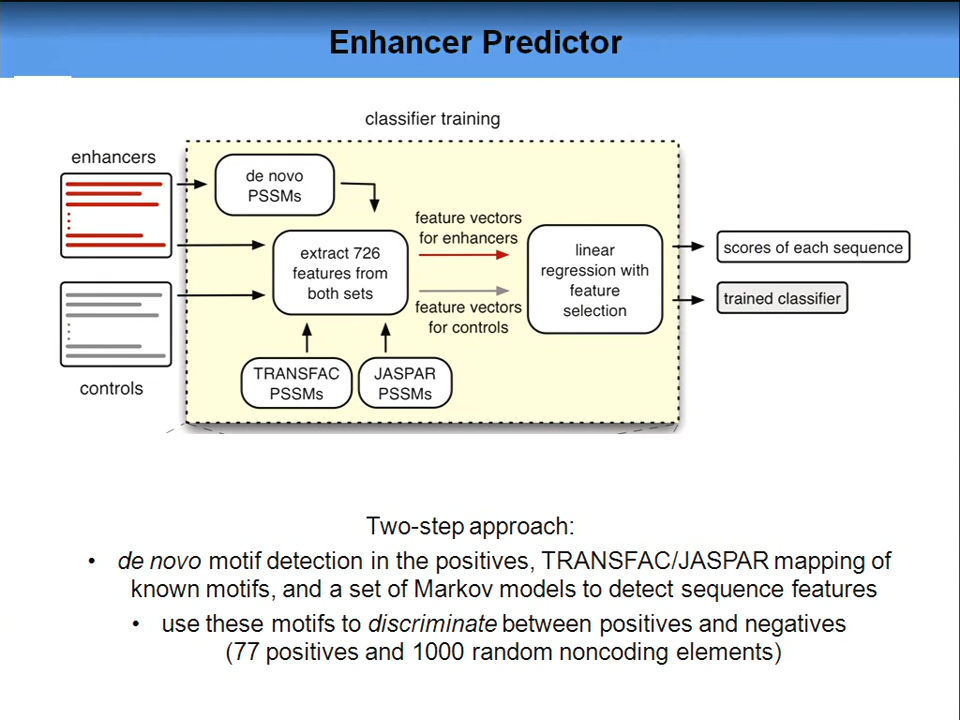 Enhancer Predictor
classifier training
enhancers
de novo
PSSMs
extract 726
features from
both sets
feature vectors
for enhancers
feature vectors
for controls
linear
regression with
feature
selection
scores of each sequence
trained classifier
controls
TRANSFAC
PSSMs
JASPAR
PSSMs
Two-step approach:
• de novo motif detection in the positives, TRANSFAC/JASPAR mapping of
known motifs, and a set of Markov models to detect sequence features
• use these motifs to discriminate between positives and negatives
(77 positives and 1000 random noncoding elements)